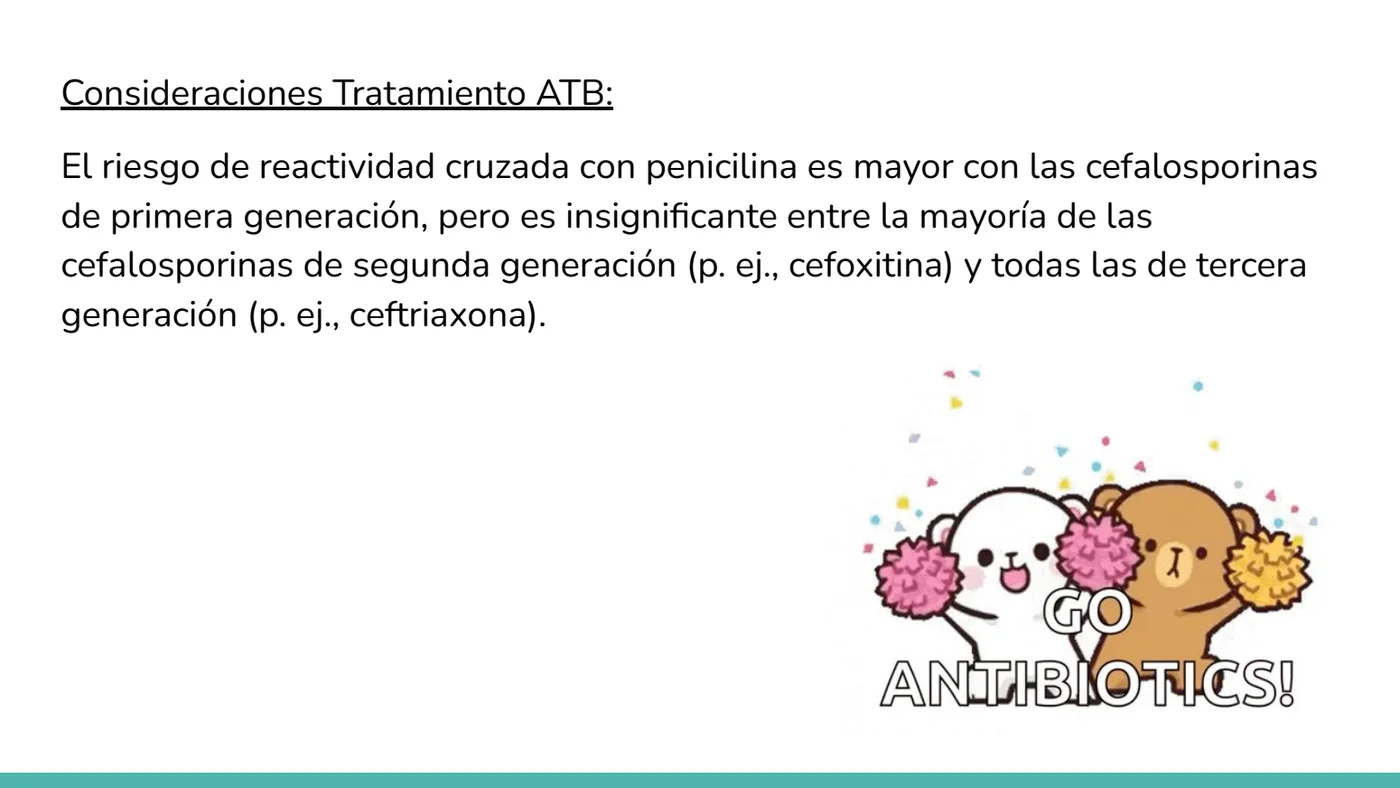 Consideraciones Tratamiento ATB:
El riesgo de reactividad cruzada con penicilina es mayor con las cefalosporinas
de primera generación, pero es insignificante entre la mayoría de las
cefalosporinas de segunda generación (p. ej., cefoxitina) y todas las de tercera
generación (p. ej., ceftriaxona).
GO
ANTIBIOTICS!